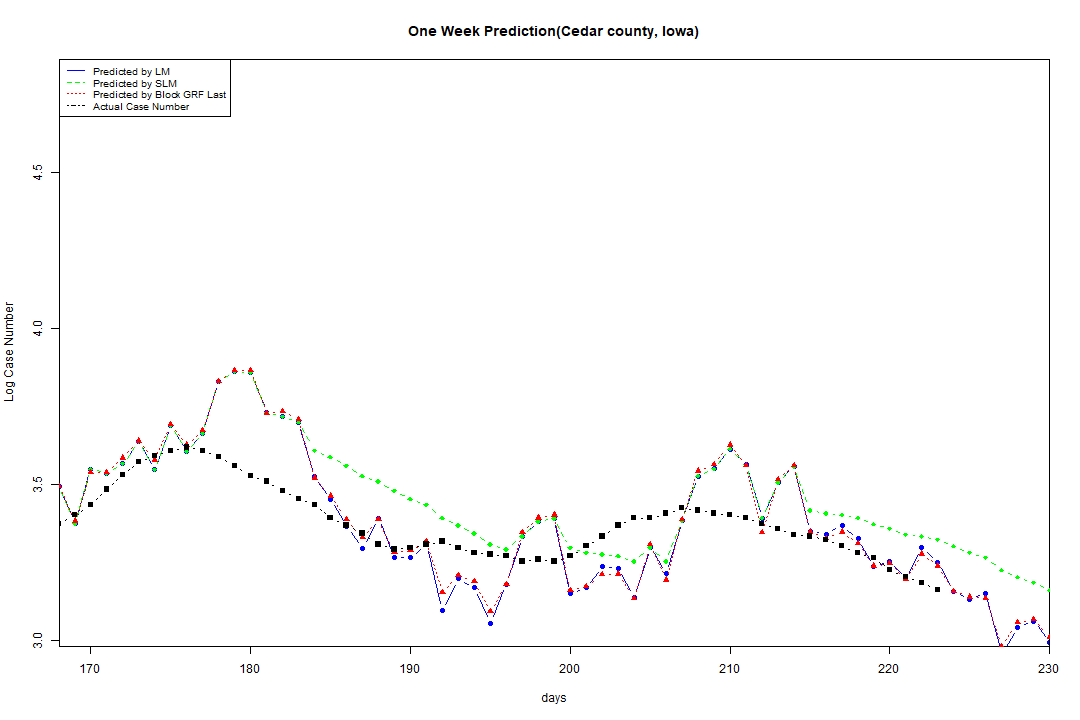 One Week Prediction(Cedar county, Iowa)
Predicted by LM
Predicted by SLM
Predicted by Block GRF Last
Actual Case Number
4.5
4.0
3.5
3.0
Log Case Number
170 180 190 200 210 220 230
days